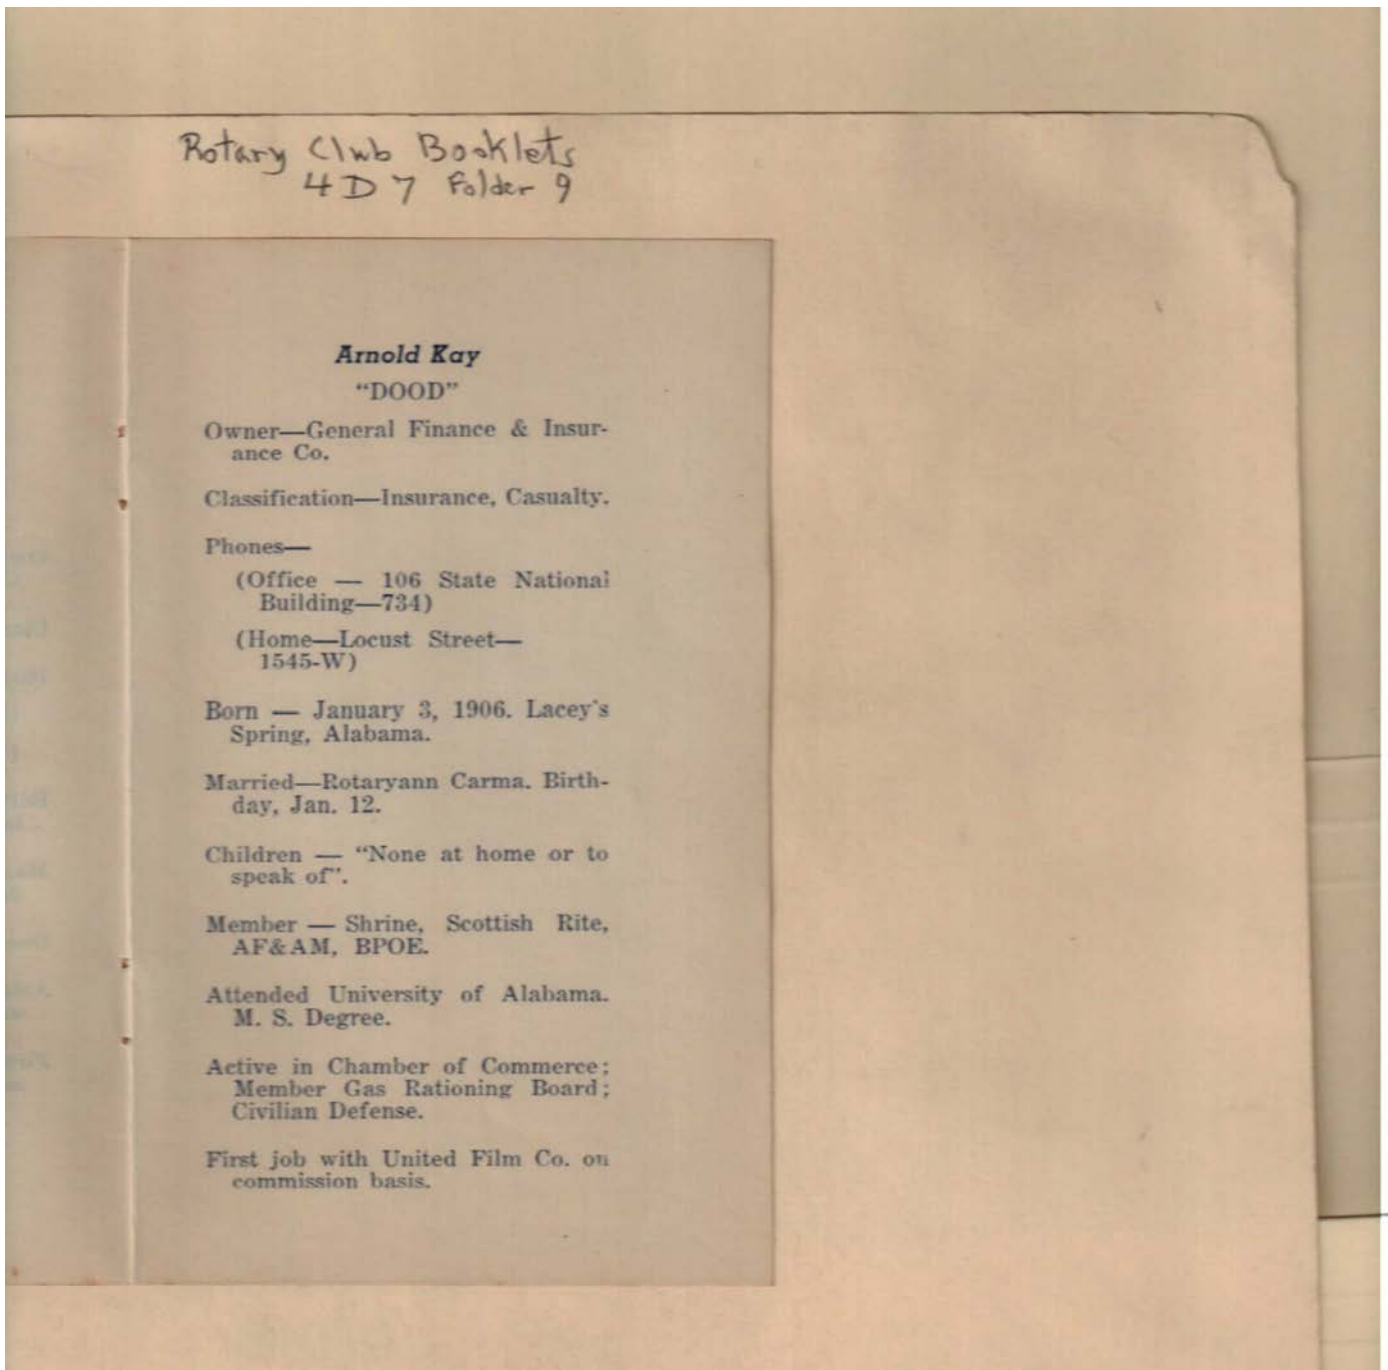 Rotary Club Booklets
4D7 Folder 9
Arnold Kay
“DOOD”
Owner—General Finance & Insur-
ance Co.
Classification—Insurance, Casualty.
Phones—
(Office — 106 State National
Building—734)
(Home—Locust Street—
1545-W)
Born — January 3, 1906. Lacey's
Spring, Alabama.
Married—Rotaryann Carma. Birth-
day, Jan. 12.
Children — “None at home or to
speak of”.
Member — Shrine, Scottish Rite,
AF&AM, BPOE.
Attended University of Alabama.
M. S. Degree.
Active in Chamber of Commerce;
Member Gas Rationing Board;
Civilian Defense.
First job with United Film Co. on
commission basis.